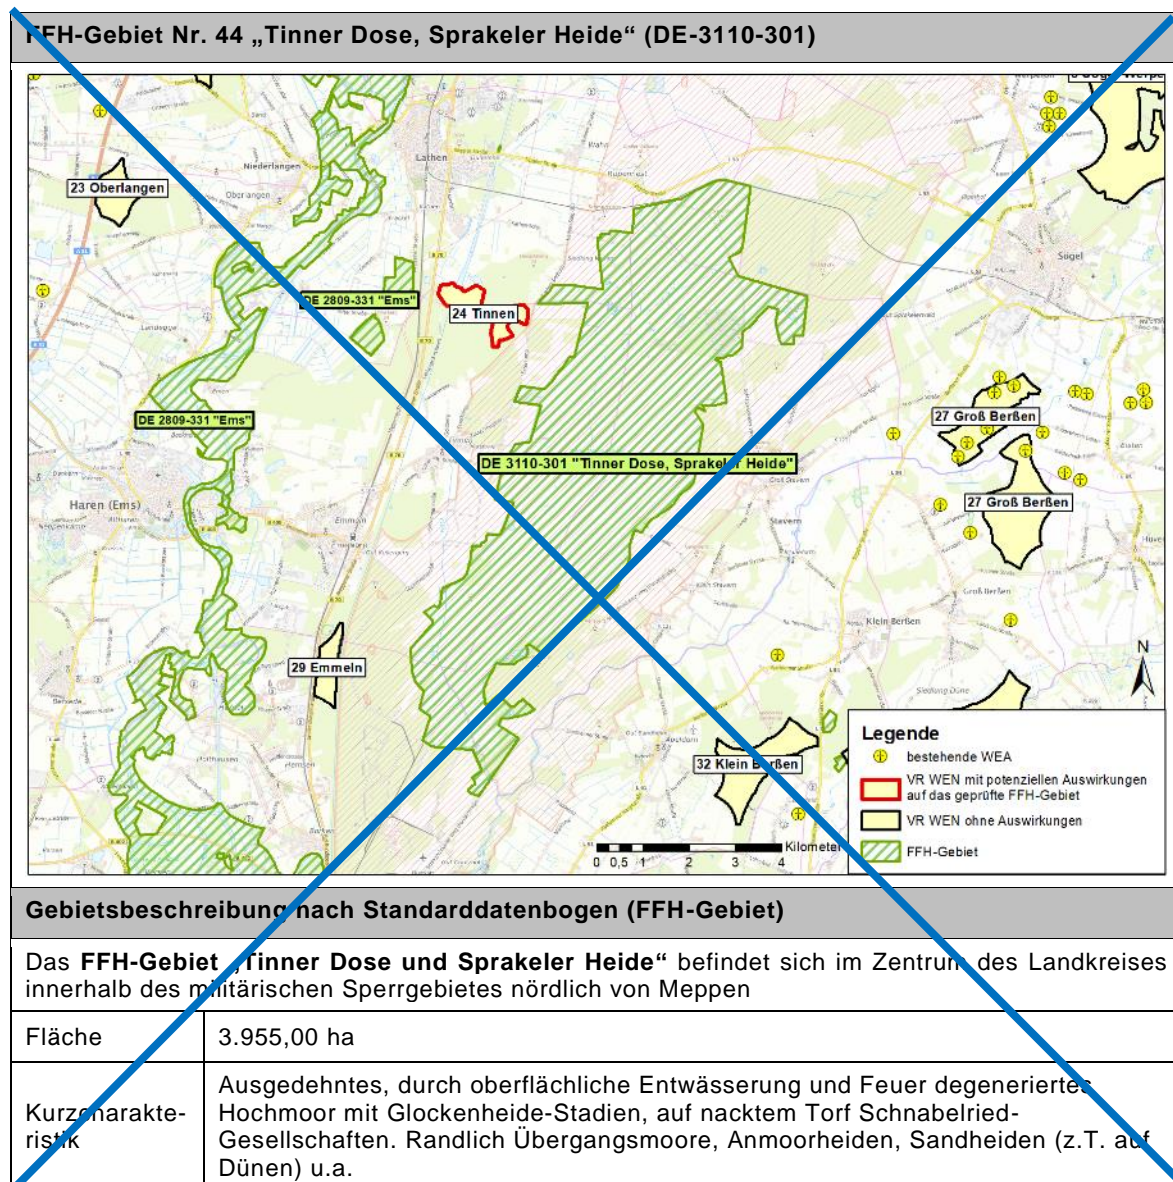 FFH-Gebiet Nr. 44 „Tinner Dose, Sprakeler Heide“ (DE-3110-301)
Lathen
Niederlangen
Oberlangen
23 Oberlangen
Wahn
Rupennest
Sögel
DE 2809-331 "Ems"
24 Tinnen
Landegge
DE 2809-331 "Ems"
27 Groß Berßen
DE 3110-301 "Tinner Dose, Sprakeler Heide"
Haren (Ems)
Emmeln
Stavern
27 Groß Berßen
Groß Berßen
Klein Berßen
29 Emmeln
32 Klein Berßen
N
Legende
bestehende WEA
VR WEN mit potenziellen Auswirkungen
auf das geprüfte FFH-Gebiet
VR WEN ohne Auswirkungen
FFH-Gebiet
Kilometer
0 0,5 1 2 3 4
Gebietsbeschreibung nach Standarddatenbogen (FFH-Gebiet)
Das FFH-Gebiet „Tinner Dose und Sprakeler Heide“ befindet sich im Zentrum des Landkreises
innerhalb des militärischen Sperrgebietes nördlich von Meppen
Fläche 3.955,00 ha
Kurzcharakte-
ristik
Ausgedehntes, durch oberflächliche Entwässerung und Feuer degeneriertes
Hochmoor mit Glockenheide-Stadien, auf nacktem Torf Schnabelried-
Gesellschaften. Randlich Übergangsmoore, Anmoorheiden, Sandheiden (z.T. auf
Dünen) u.a.